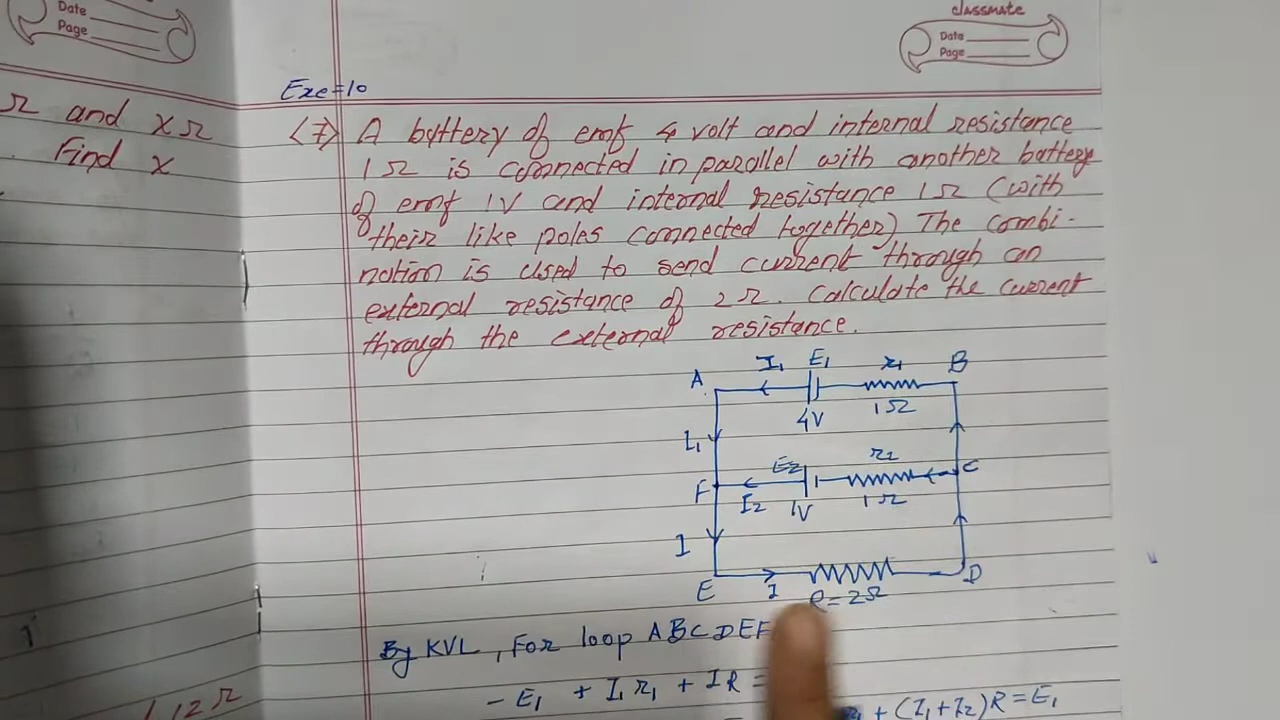 Date
Page
classmate
Date
Page
Ω and xΩ
Find x
Exe=10
(7) A byttery of emf 4 volt and internal resistance
1Ω is connected in parallel with another battery
of emf 1V and internal resistance 1Ω (with
their like poles connected together) The combi-
nation is used to send current through an
external resistance of 2Ω. Calculate the current
through the external resistance.
A I₁ E₁ r₁ B
4V 1Ω
I₁
E₂ r₂ C
F I₂ 1V 1Ω
I
E I R=2Ω D
By KVL, For loop ABCDEF
- E₁ + I₁r₁ + IR =
+ (I₁+I₂)R = E₁
12Ω